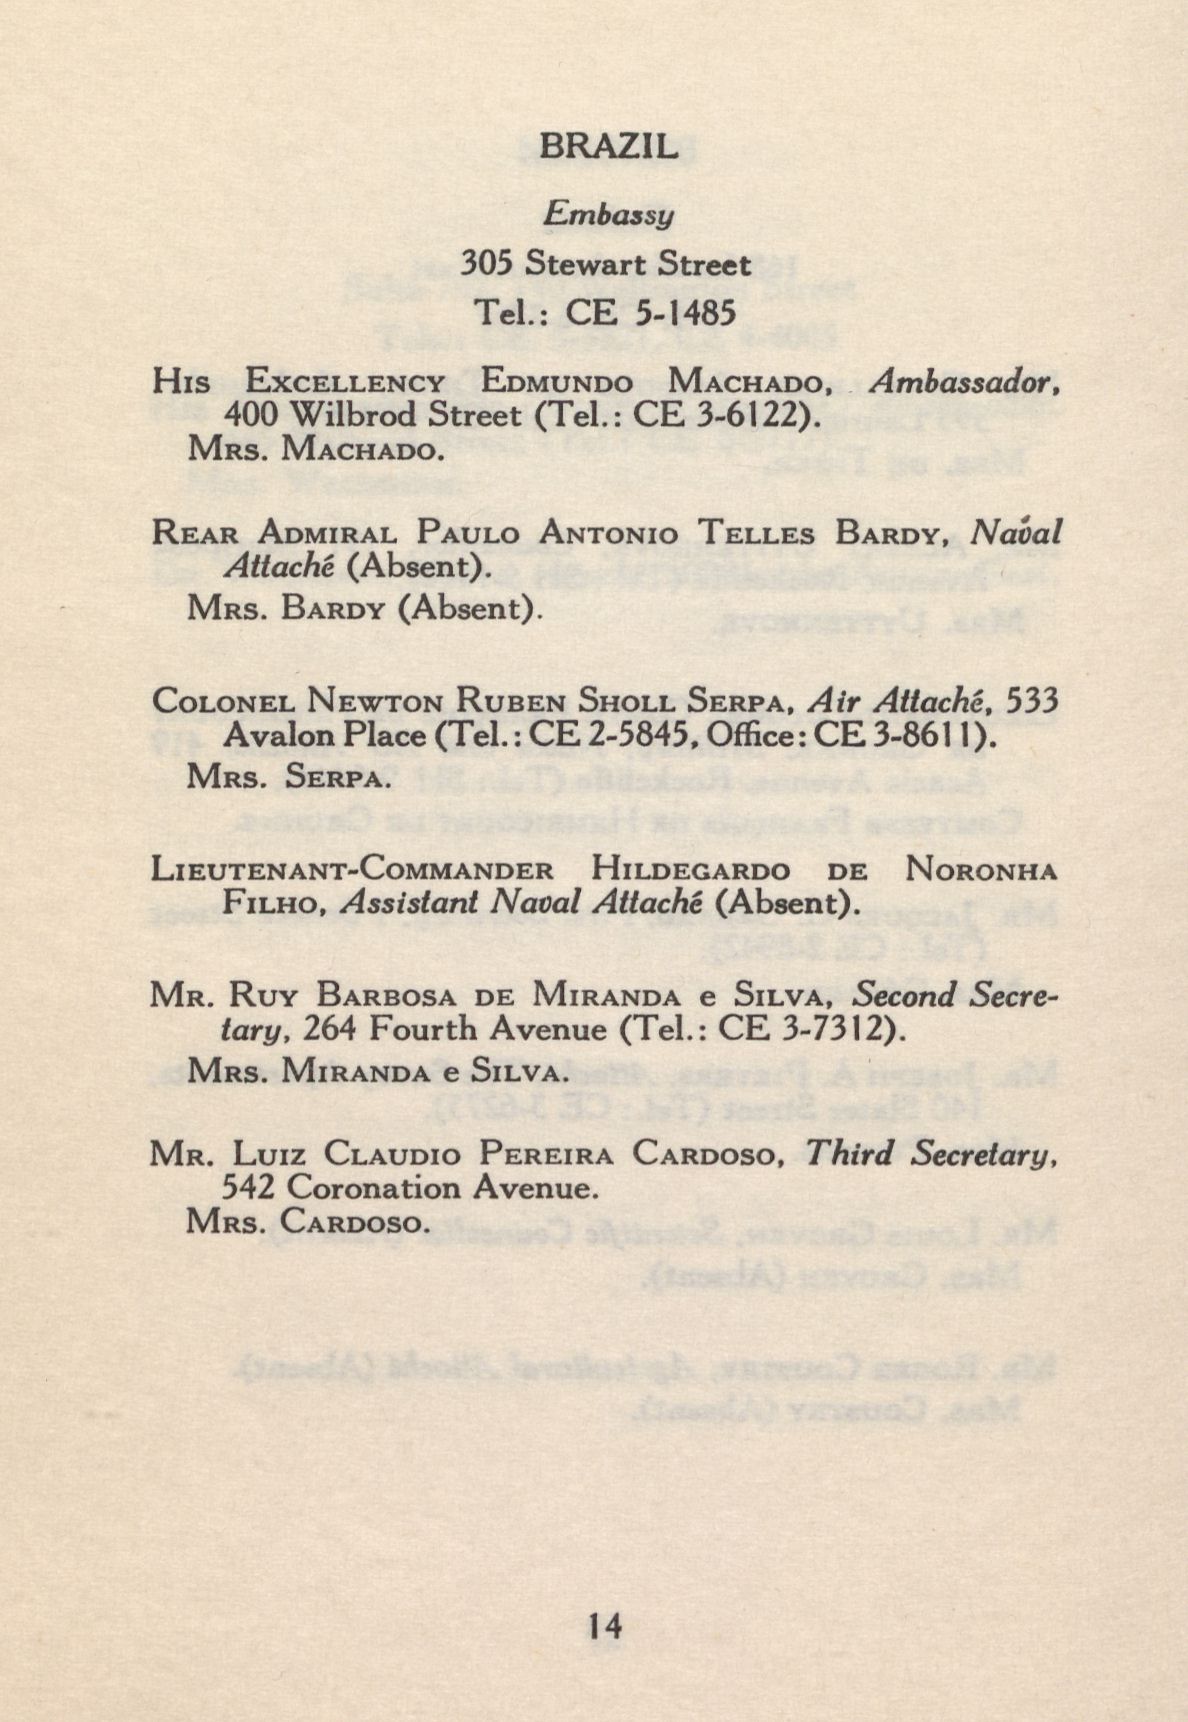 BRAZIL
Embassy
305 Stewart Street
Tel.: CE 5-1485
HIS EXCELLENCY EDMUNDO MACHADO, Ambassador,
400 Wilbrod Street (Tel.: CE 3-6122).
MRS. MACHADO.
REAR ADMIRAL PAULO ANTONIO TELLES BARDY, Naval
Attaché (Absent).
MRS. BARDY (Absent).
COLONEL NEWTON RUBEN SHOLL SERPA, Air Attaché, 533
Avalon Place (Tel.: CE 2-5845, Office: CE 3-8611).
MRS. SERPA.
LIEUTENANT-COMMANDER HILDEGARDO DE NORONHA
FILHO, Assistant Naval Attaché (Absent).
MR. RUY BARBOSA DE MIRANDA e SILVA, Second Secre-
tary, 264 Fourth Avenue (Tel.: CE 3-7312).
MRS. MIRANDA e SILVA.
MR. LUIZ CLAUDIO PEREIRA CARDOSO, Third Secretary,
542 Coronation Avenue.
MRS. CARDOSO.
14